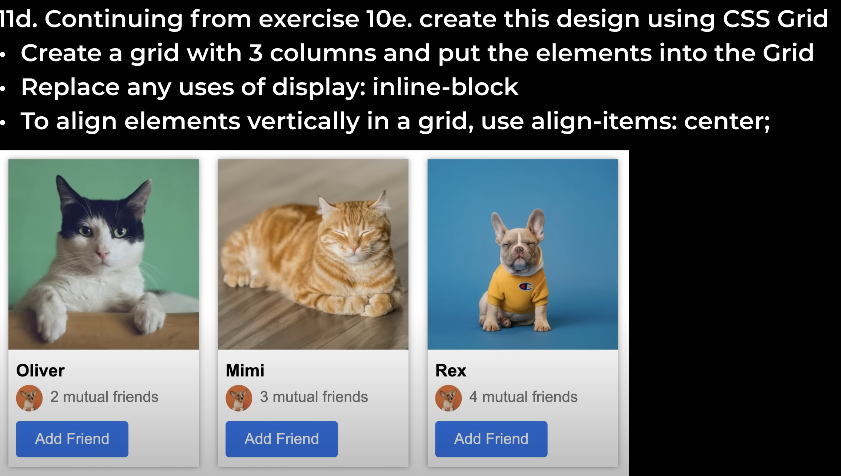 11d. Continuing from exercise 10e. create this design using CSS Grid
• Create a grid with 3 columns and put the elements into the Grid
• Replace any uses of display: inline-block
• To align elements vertically in a grid, use align-items: center;
Oliver
2 mutual friends
Add Friend
Mimi
3 mutual friends
Add Friend
Rex
4 mutual friends
Add Friend